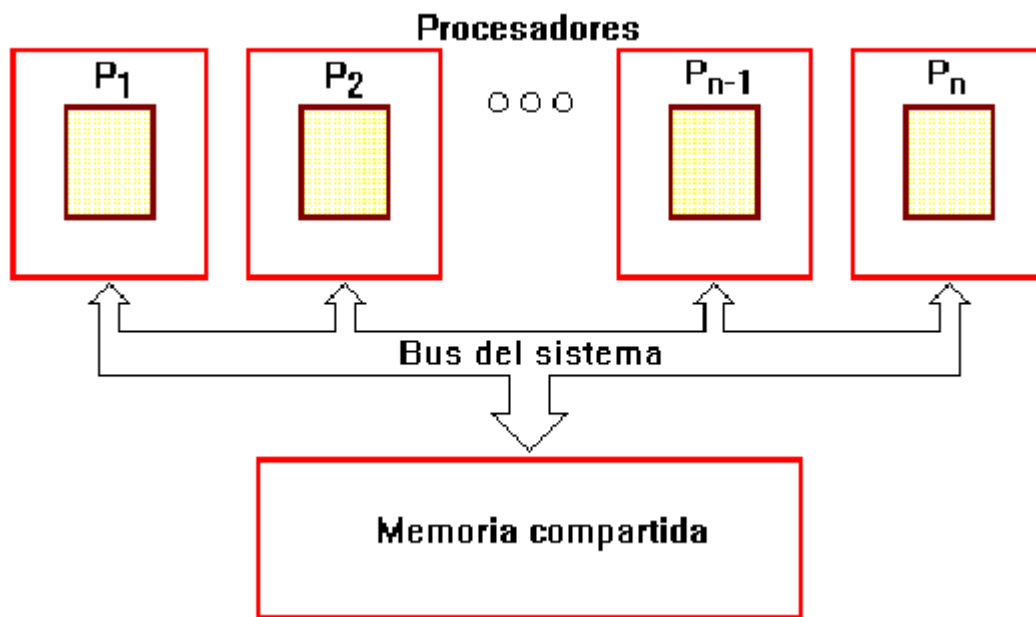 Procesadores
P1 P2 ○○○ Pn-1 Pn
Bus del sistema
Memoria compartida